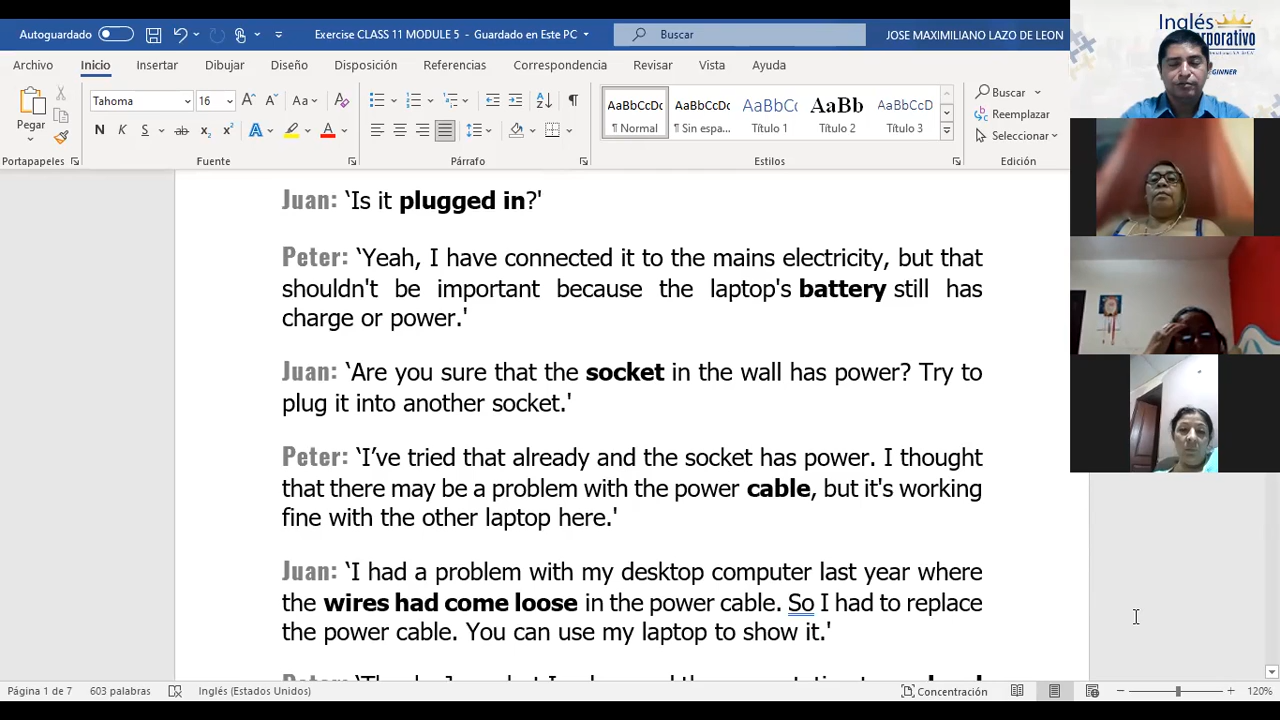 Autoguardado
Exercise CLASS 11 MODULE 5 - Guardado en Este PC
Buscar
JOSE MAXIMILIANO LAZO DE LEON
Archivo Inicio Insertar Dibujar Diseño Disposición Referencias respondencia Revisar Vista Ayuda
Tahoma 16
Pegar
N K S ab x₂ x² A A
AaBbCcDc AaBbCcDc AaBbCc AaBb AaBbCcD
¶ Normal ¶ Sin espa... Título 1 Título 2 Título 3
Buscar
Reemplazar
Seleccionar
Portapapeles Fuente Párrafo Estilos Edición
Juan: ‘Is it plugged in?'
Peter: ‘Yeah, I have connected it to the mains electricity, but that
shouldn't be important because the laptop's battery still has
charge or power.'
Juan: ‘Are you sure that the socket in the wall has power? Try to
plug it into another socket.'
Peter: ‘I’ve tried that already and the socket has power. I thought
that there may be a problem with the power cable, but it's working
fine with the other laptop here.'
Juan: ‘I had a problem with my desktop computer last year where
the wires had come loose in the power cable. So I had to replace
the power cable. You can use my laptop to show it.'
Página 1 de 7 603 palabras Inglés (Estados Unidos) Concentración 120%
Inglés
orporativo
EGINNER